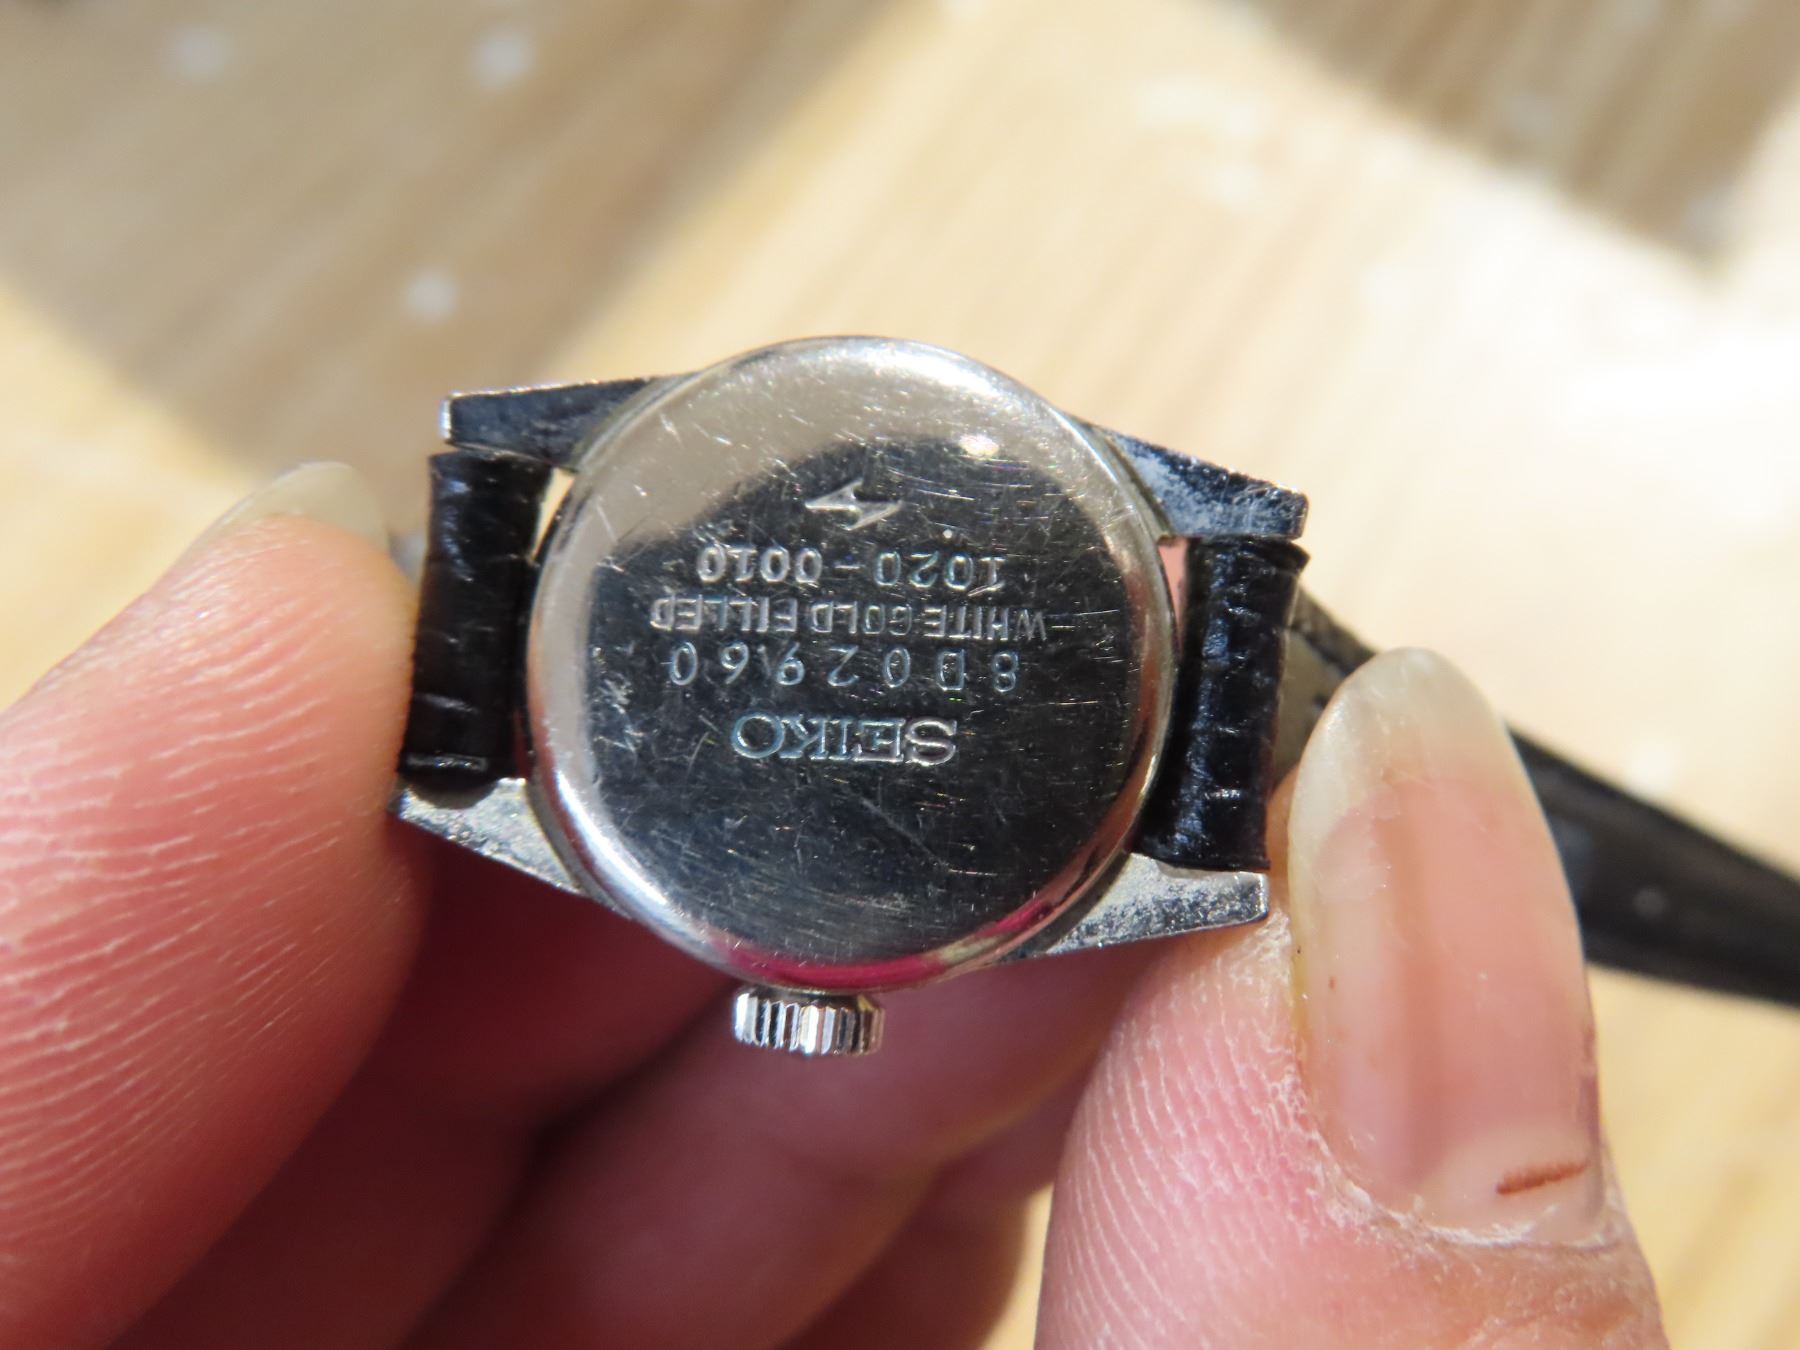 SEIKO
8D02960
WHITE GOLD FILLED
1020-0010